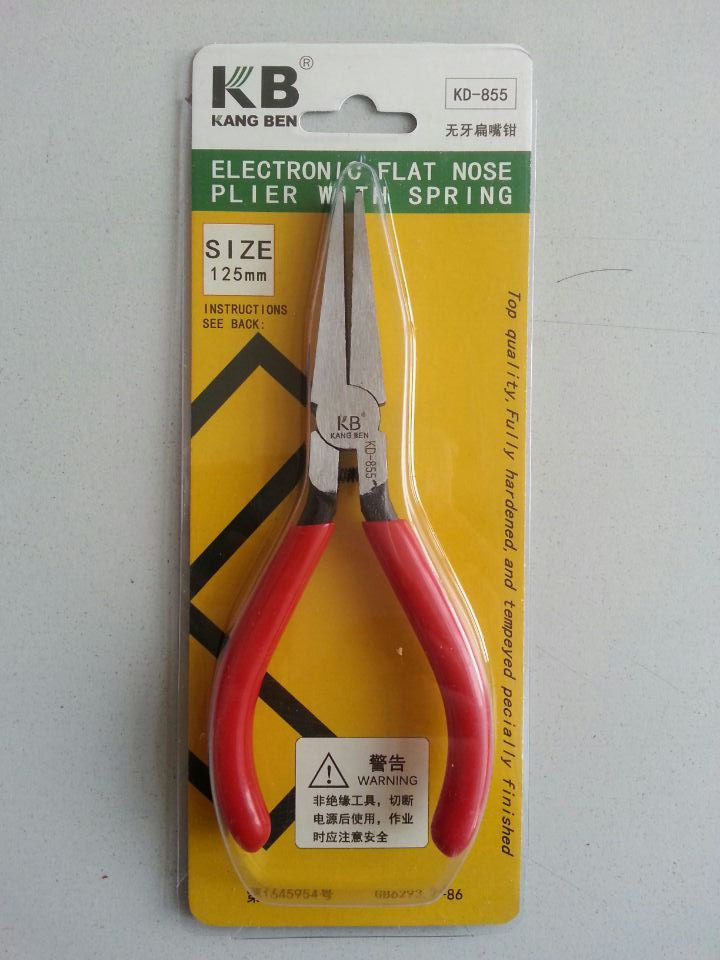 KB®
KANG BEN
KD-855
无牙扁嘴钳
ELECTRONIC FLAT NOSE
PLIER WITH SPRING
SIZE
125mm
INSTRUCTIONS
SEE BACK:
Top quality, Fully hardened, and tempeyed pecially finished
KB®
KANG BEN
KD-855
警告
WARNING
非绝缘工具，切断
电源后使用，作业
时应注意安全
-86